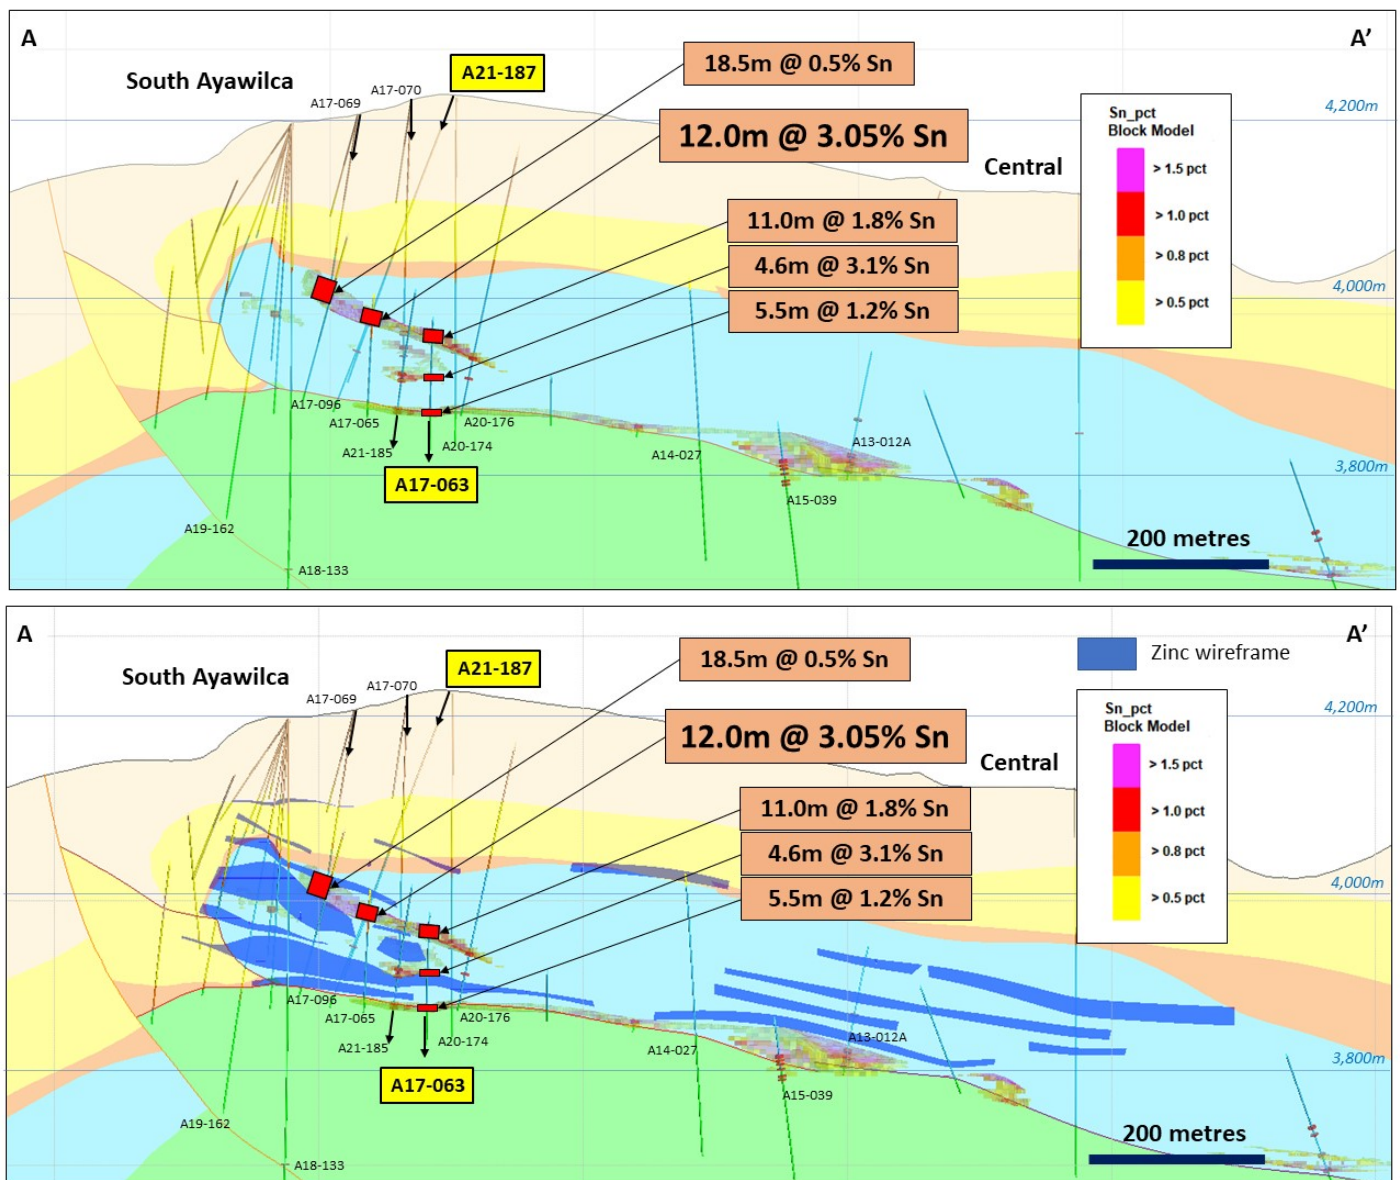 A
A’
South Ayawilca
A17-069
A17-070
A21-187
18.5m @ 0.5% Sn
12.0m @ 3.05% Sn
Central
11.0m @ 1.8% Sn
4.6m @ 3.1% Sn
5.5m @ 1.2% Sn
Sn_pct
Block Model
> 1.5 pct
> 1.0 pct
> 0.8 pct
> 0.5 pct
4,200m
4,000m
3,800m
A17-096
A17-065
A21-185
A20-176
A20-174
A17-063
A14-027
A13-012A
A15-039
A19-162
A18-133
200 metres
A
A’
South Ayawilca
A17-069
A17-070
A21-187
18.5m @ 0.5% Sn
12.0m @ 3.05% Sn
Central
11.0m @ 1.8% Sn
4.6m @ 3.1% Sn
5.5m @ 1.2% Sn
Zinc wireframe
Sn_pct
Block Model
> 1.5 pct
> 1.0 pct
> 0.8 pct
> 0.5 pct
4,200m
4,000m
3,800m
A17-096
A17-065
A21-185
A20-176
A20-174
A17-063
A14-027
A13-012A
A15-039
A19-162
A18-133
200 metres